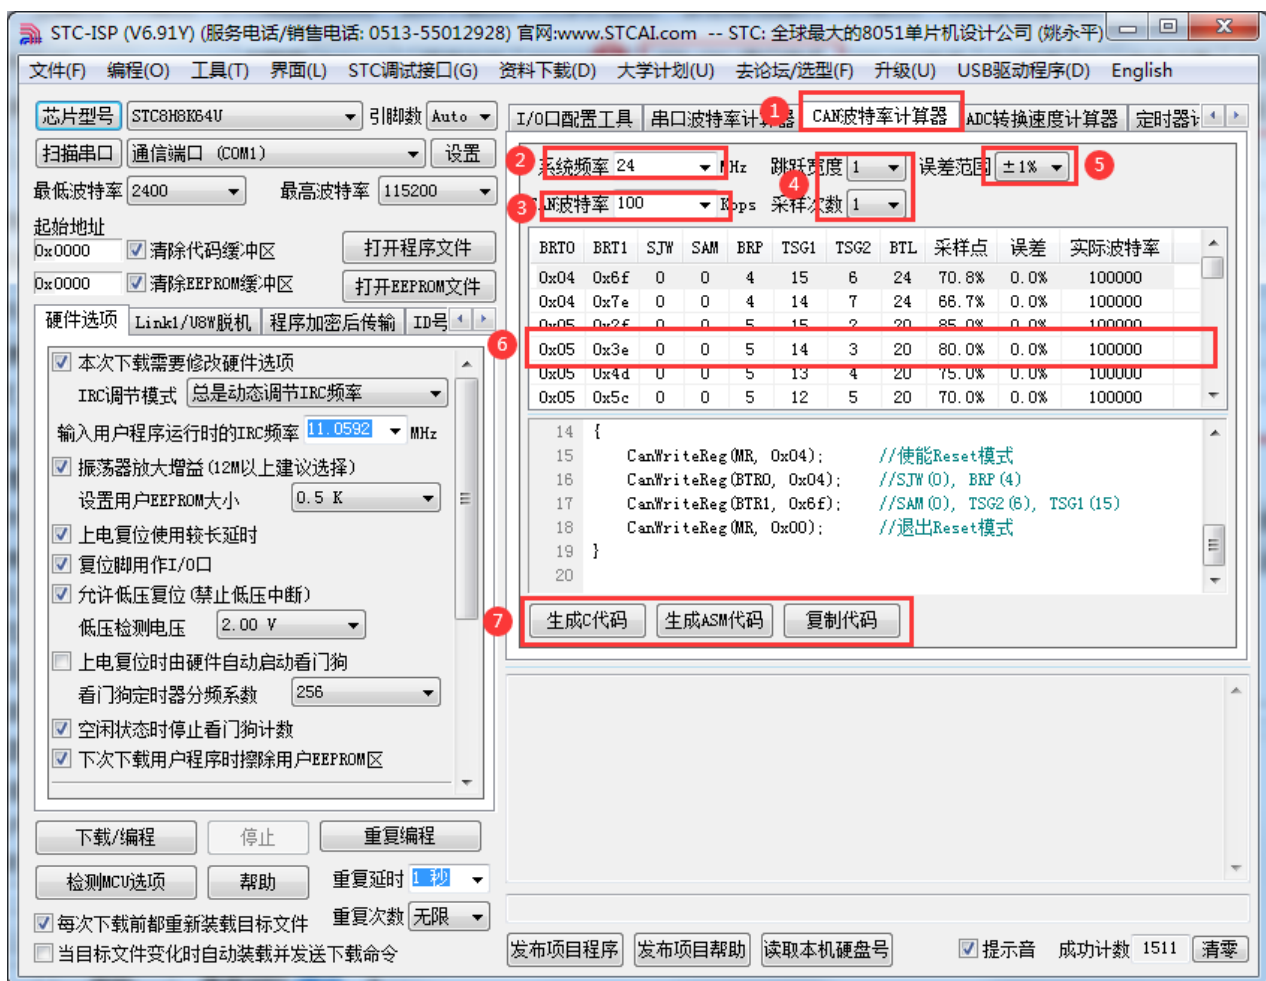 STC-ISP (V6.91Y) (服务电话/销售电话: 0513-55012928) 官网:www.STCAI.com -- STC: 全球最大的8051单片机设计公司 (姚永平)
文件(F) 编程(O) 工具(T) 界面(L) STC调试接口(G) 资料下载(D) 大学计划(U) 去论坛/选型(F) 升级(U) USB驱动程序(D) English
芯片型号 STC8H8K64U 引脚数 Auto
扫描串口 通信端口 (COM1) 设置
最低波特率 2400 最高波特率 115200
起始地址
0x0000 清除代码缓冲区 打开程序文件
0x0000 清除EEPROM缓冲区 打开EEPROM文件
硬件选项 Link1/U8W脱机 程序加密后传输 ID号
本次下载需要修改硬件选项
IRC调节模式 总是动态调节IRC频率
输入用户程序运行时的IRC频率 11.0592 MHz
振荡器放大增益(12M以上建议选择)
设置用户EEPROM大小 0.5 K
上电复位使用较长延时
复位脚用作I/O口
允许低压复位(禁止低压中断)
低压检测电压 2.00 V
上电复位时由硬件自动启动看门狗
看门狗定时器分频系数 256
空闲状态时停止看门狗计数
下次下载用户程序时擦除用户EEPROM区
下载/编程 停止 重复编程
检测MCU选项 帮助 重复延时 1 秒
每次下载前都重新装载目标文件 重复次数 无限
当目标文件变化时自动装载并发送下载命令
I/O口配置工具 串口波特率计算器 1 CAN波特率计算器 ADC转换速度计算器 定时器计
2 系统频率 24 MHz 跳跃宽度 1 误差范围 ±1% 5
4
3 CAN波特率 100 Kbps 采样次数 1
BRT0 BRT1 SJW SAM BRP TSG1 TSG2 BTL 采样点 误差 实际波特率
0x04 0x6f 0 0 4 15 6 24 70.8% 0.0% 100000
0x04 0x7e 0 0 4 14 7 24 66.7% 0.0% 100000
0x05 0x2f 0 0 5 15 2 20 85.0% 0.0% 100000
6 0x05 0x3e 0 0 5 14 3 20 80.0% 0.0% 100000
0x05 0x4d 0 0 5 13 4 20 75.0% 0.0% 100000
0x05 0x5c 0 0 5 12 5 20 70.0% 0.0% 100000
14 {
15 CanWriteReg(MR, 0x04); //使能Reset模式
16 CanWriteReg(BTR0, 0x04); //SJW(0), BRP(4)
17 CanWriteReg(BTR1, 0x6f); //SAM(0), TSG2(6), TSG1(15)
18 CanWriteReg(MR, 0x00); //退出Reset模式
19 }
20
7 生成C代码 生成ASM代码 复制代码
发布项目程序 发布项目帮助 读取本机硬盘号 提示音 成功计数 1511 清零